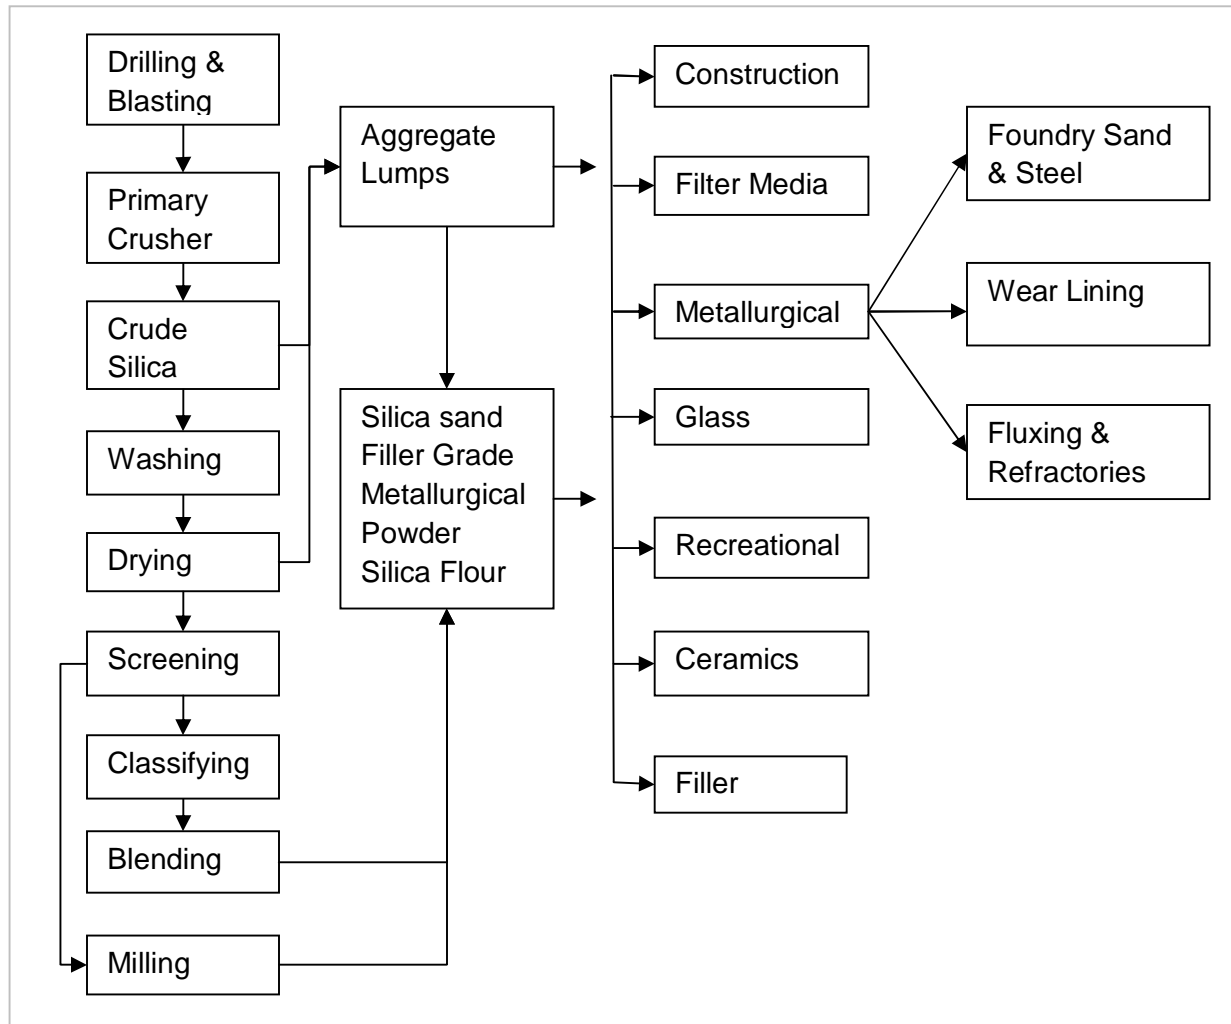 Drilling &
Blasting
Primary
Crusher
Crude
Silica
Washing
Drying
Screening
Classifying
Blending
Milling
Aggregate
Lumps
Silica sand
Filler Grade
Metallurgical
Powder
Silica Flour
Construction
Filter Media
Metallurgical
Glass
Recreational
Ceramics
Filler
Foundry Sand
& Steel
Wear Lining
Fluxing &
Refractories